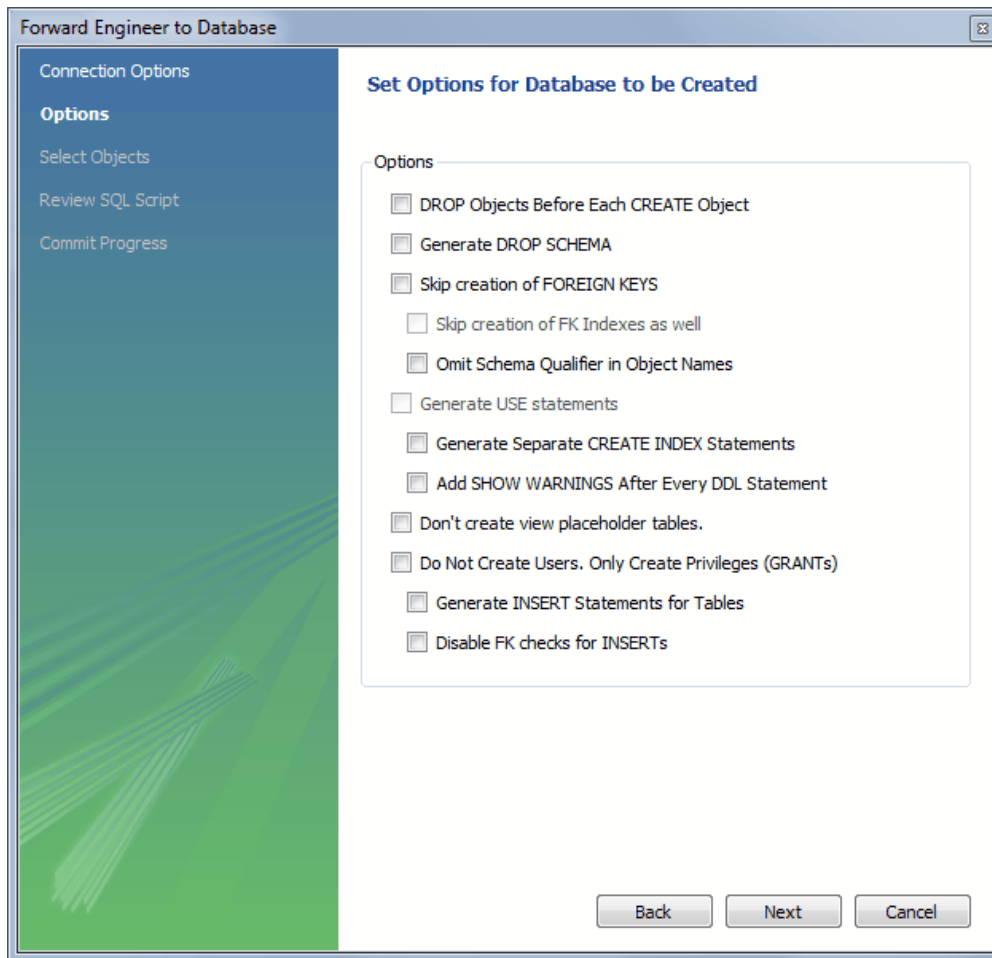 Forward Engineer to Database
Connection Options
Options
Select Objects
Review SQL Script
Commit Progress
Set Options for Database to be Created
Options
DROP Objects Before Each CREATE Object
Generate DROP SCHEMA
Skip creation of FOREIGN KEYS
Skip creation of FK Indexes as well
Omit Schema Qualifier in Object Names
Generate USE statements
Generate Separate CREATE INDEX Statements
Add SHOW WARNINGS After Every DDL Statement
Don't create view placeholder tables.
Do Not Create Users. Only Create Privileges (GRANTs)
Generate INSERT Statements for Tables
Disable FK checks for INSERTs
Back Next Cancel